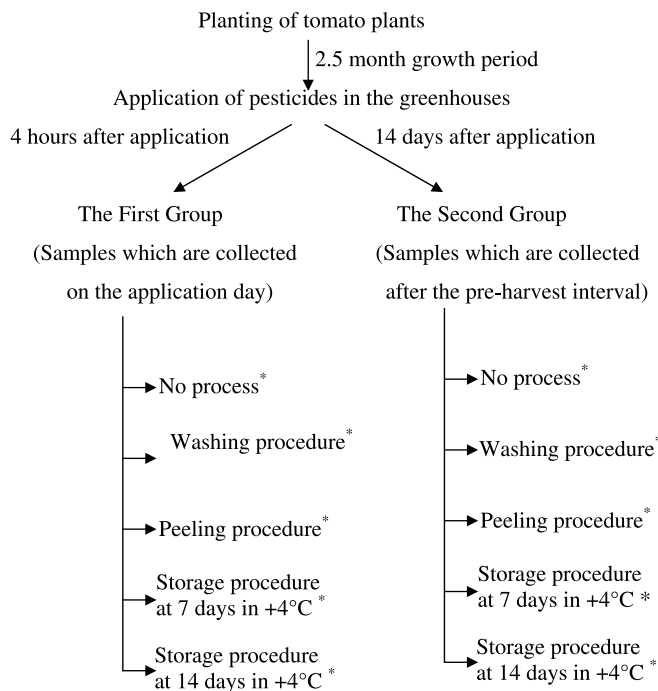 Planting of tomato plants
2.5 month growth period
Application of pesticides in the greenhouses
4 hours after application
14 days after application
The First Group
(Samples which are collected
on the application day)
The Second Group
(Samples which are collected
after the pre-harvest interval)
No process*
Washing procedure*
Peeling procedure*
Storage procedure
at 7 days in +4°C *
Storage procedure
at 14 days in +4°C *
No process*
Washing procedure*
Peeling procedure*
Storage procedure
at 7 days in +4°C *
Storage procedure
at 14 days in +4°C *